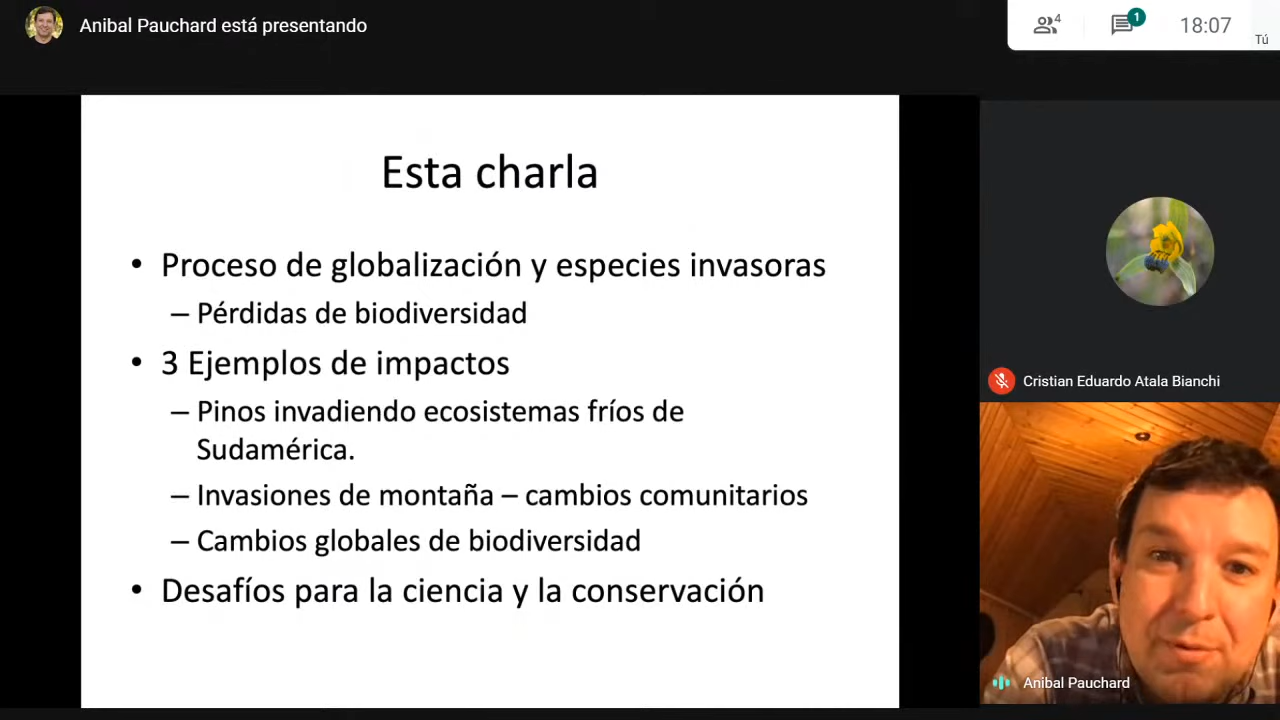 Anibal Pauchard está presentando
4
1
18:07
Tú
Esta charla
• Proceso de globalización y especies invasoras
– Pérdidas de biodiversidad
• 3 Ejemplos de impactos
– Pinos invadiendo ecosistemas fríos de
Sudamérica.
– Invasiones de montaña – cambios comunitarios
– Cambios globales de biodiversidad
• Desafíos para la ciencia y la conservación
Cristian Eduardo Atala Bianchi
Anibal Pauchard